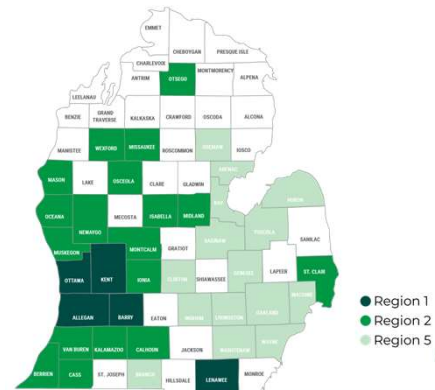 EMMET
CHEBOYGAN
PRESQUE ISLE
CHARLEVOIX
ANTRIM
OTSEGO
MONTMORENCY
ALPENA
LEELANAU
BENZIE
GRAND
TRAVERSE
KALKASKA
CRAWFORD
OSCODA
ALCONA
MANISTEE
WEXFORD
MISSAUKEE
ROSCOMMON
OGEMAW
IOSCO
ARENAC
MASON
LAKE
OSCEOLA
CLARE
GLADWIN
HURON
BAY
OCEANA
NEWAYGO
MECOSTA
ISABELLA
MIDLAND
TUSCOLA
SANILAC
MUSKEGON
MONTCALM
GRATIOT
SAGINAW
OTTAWA
KENT
IONIA
CLINTON
SHIAWASSEE
GENESEE
LAPEER
ST. CLAIR
ALLEGAN
BARRY
EATON
INGHAM
LIVINGSTON
OAKLAND
MACOMB
VAN BUREN
KALAMAZOO
CALHOUN
JACKSON
WASHTENAW
WAYNE
BERRIEN
CASS
ST. JOSEPH
BRANCH
HILLSDALE
LENAWEE
MONROE
Region 1
Region 2
Region 5